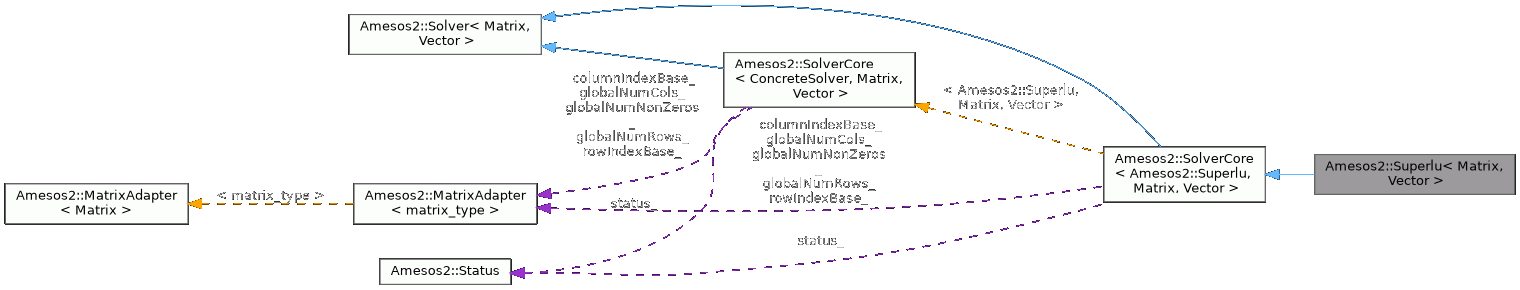 Amesos2::Solver< Matrix,
Vector >
Amesos2::SolverCore
< ConcreteSolver, Matrix,
Vector >
columnIndexBase_
globalNumCols_
globalNumNonZeros
_
globalNumRows_
rowIndexBase_
< Amesos2::Superlu,
Matrix, Vector >
columnIndexBase_
globalNumCols_
globalNumNonZeros
_
globalNumRows_
rowIndexBase_
Amesos2::SolverCore
< Amesos2::Superlu,
Matrix, Vector >
Amesos2::Superlu< Matrix,
Vector >
Amesos2::MatrixAdapter
< Matrix >
< matrix_type >
Amesos2::MatrixAdapter
< matrix_type >
status_
status_
Amesos2::Status